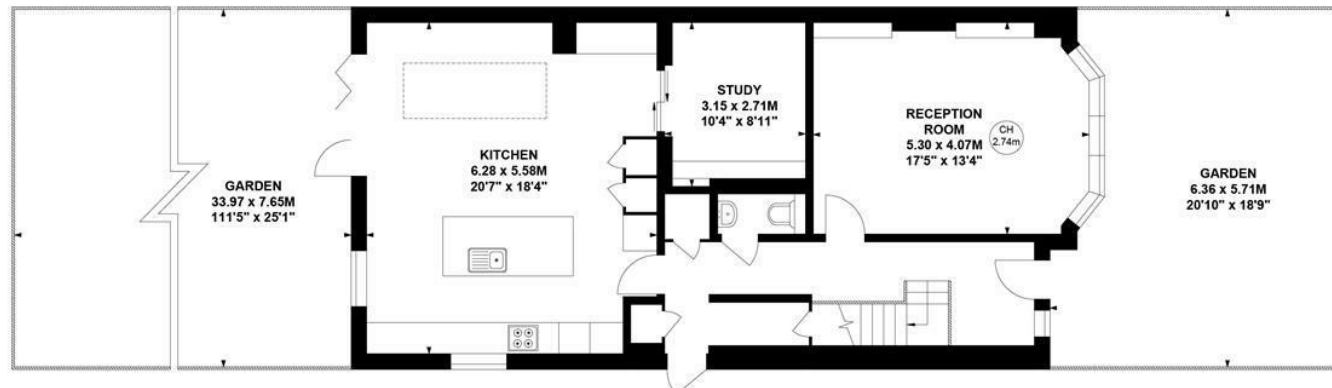 GARDEN
33.97 x 7.65M
111'5" x 25'1"
KITCHEN
6.28 x 5.58M
20'7" x 18'4"
STUDY
3.15 x 2.71M
10'4" x 8'11"
RECEPTION
ROOM
5.30 x 4.07M
17'5" x 13'4"
CH
2.74m
GARDEN
6.36 x 5.71M
20'10" x 18'9"